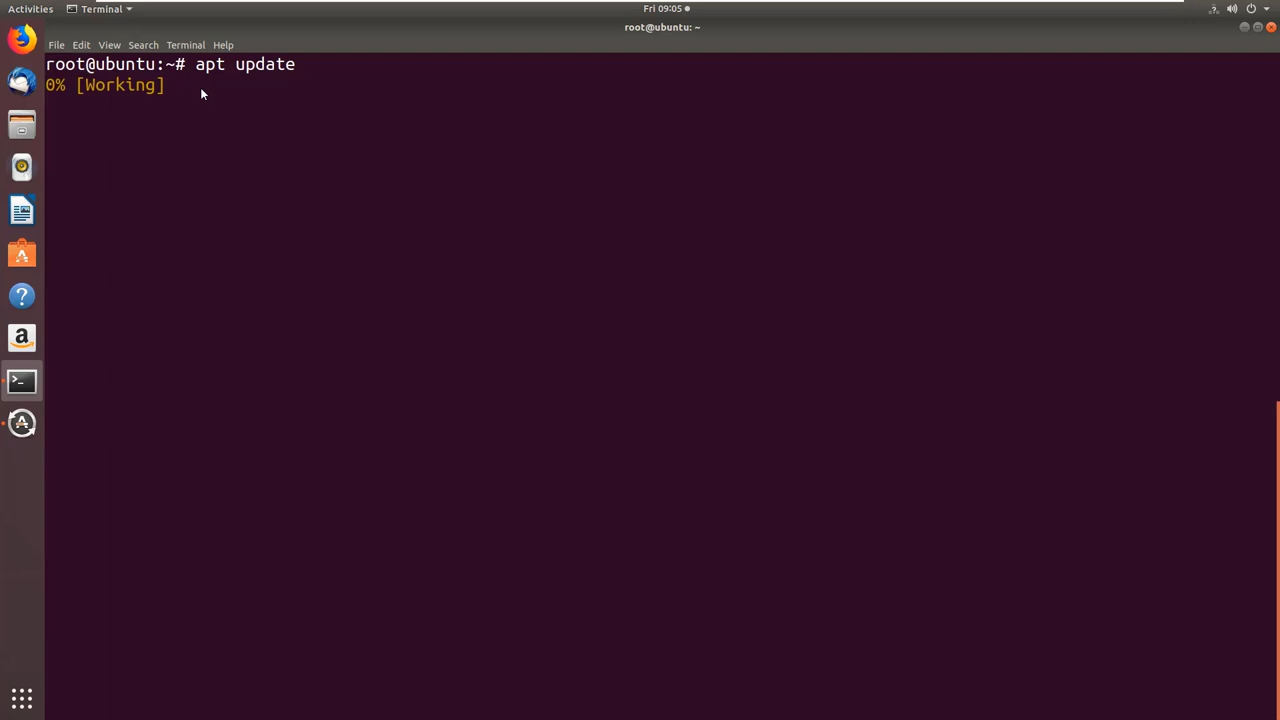 Activities
Terminal
Fri 09:05
root@ubuntu: ~
File Edit View Search Terminal Help
root@ubuntu:~# apt update
0% [Working]